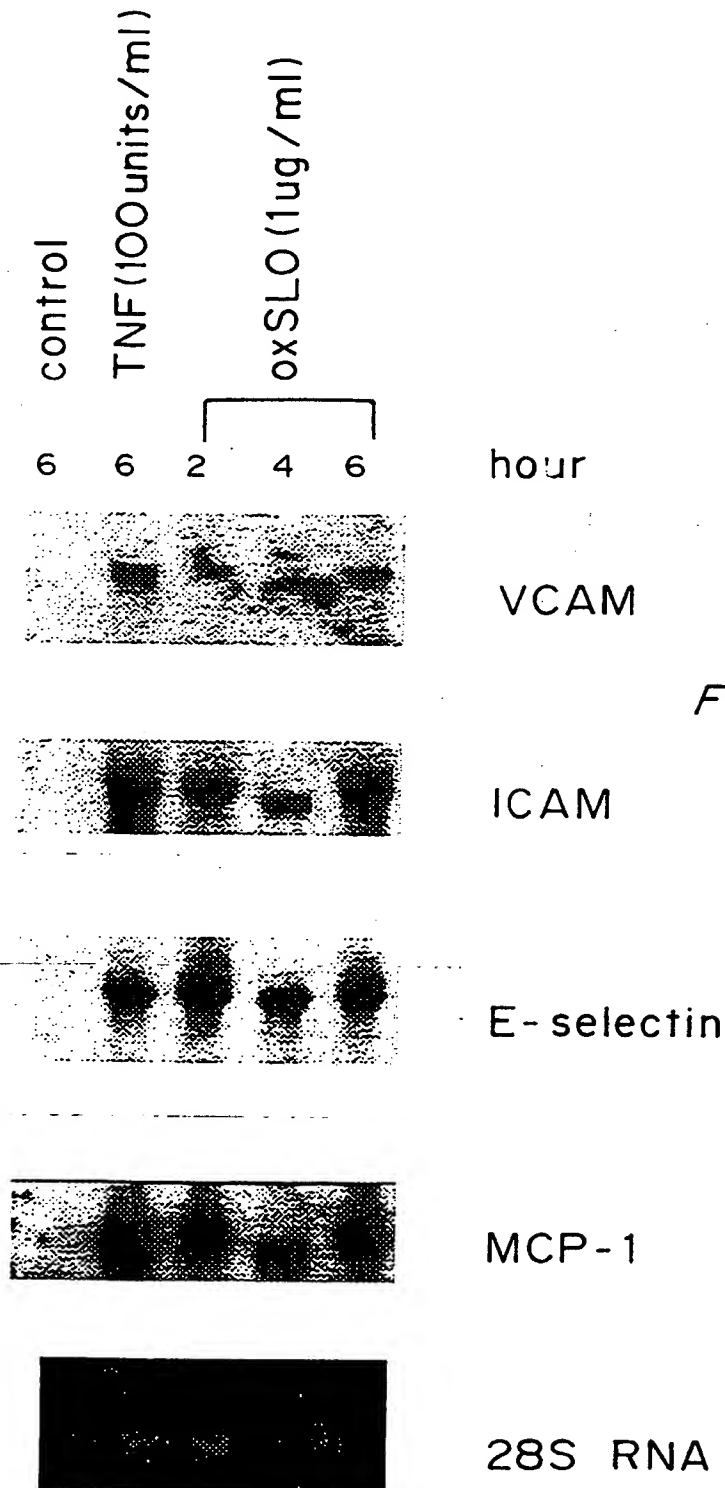 control
TNF(100units/ml)
oxSLO(1ug/ml)
6 6 2 4 6 hour
VCAM
F
ICAM
E-selectin
MCP-1
28S RNA